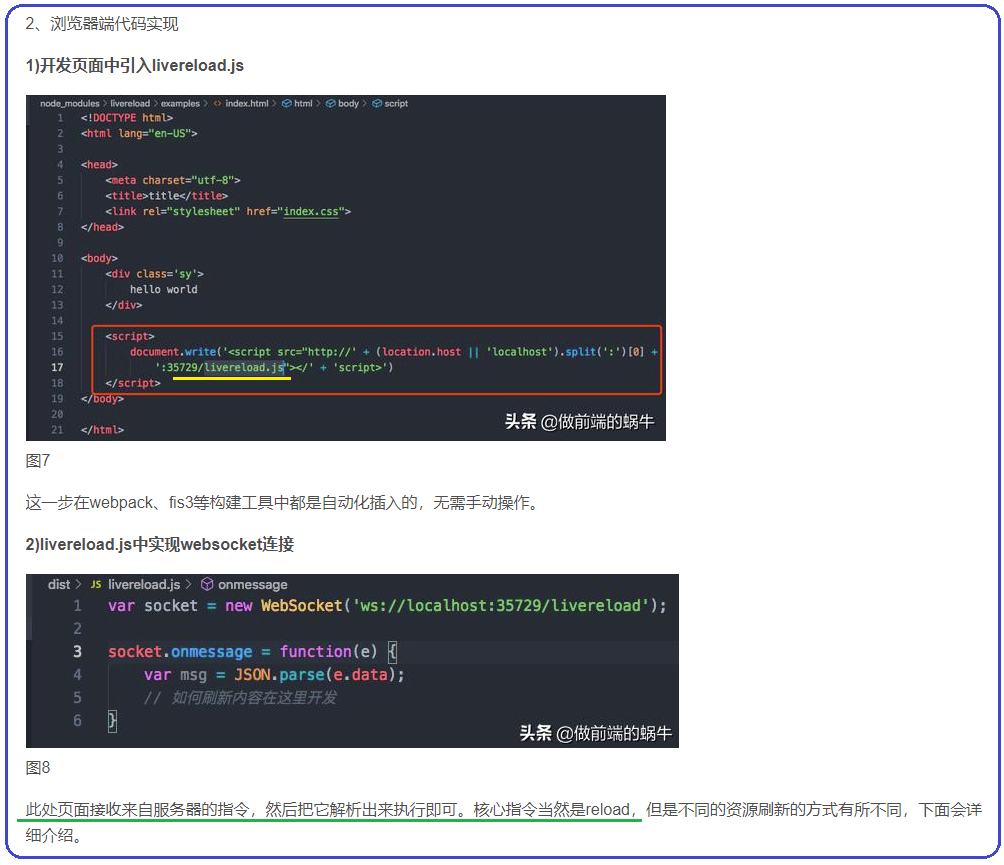 2、浏览器端代码实现
1)开发页面中引入livereload.js
node_modules > livereload > examples > <> index.html > html > body > script
1 <!DOCTYPE html>
2 <html lang="en-US">
3
4 <head>
5 <meta charset="utf-8">
6 <title>title</title>
7 <link rel="stylesheet" href="index.css">
8 </head>
9
10 <body>
11 <div class='sy'>
12 hello world
13 </div>
14
15 <script>
16 document.write('<script src="http://' + (location.host || 'localhost').split(':')[0] +
17 ':35729/livereload.js"></' + 'script>')
18 </script>
19 </body>
20
21 </html>
头条 @做前端的蜗牛
图7
这一步在webpack、fis3等构建工具中都是自动化插入的，无需手动操作。
2)livereload.js中实现websocket连接
dist > JS livereload.js > onmessage
1 var socket = new WebSocket('ws://localhost:35729/livereload');
2
3 socket.onmessage = function(e) {
4 var msg = JSON.parse(e.data);
5 // 如何刷新内容在这里开发
6 }
头条 @做前端的蜗牛
图8
此处页面接收来自服务器的指令，然后把它解析出来执行即可。核心指令当然是reload，但是不同的资源刷新的方式有所不同，下面会详
细介绍。